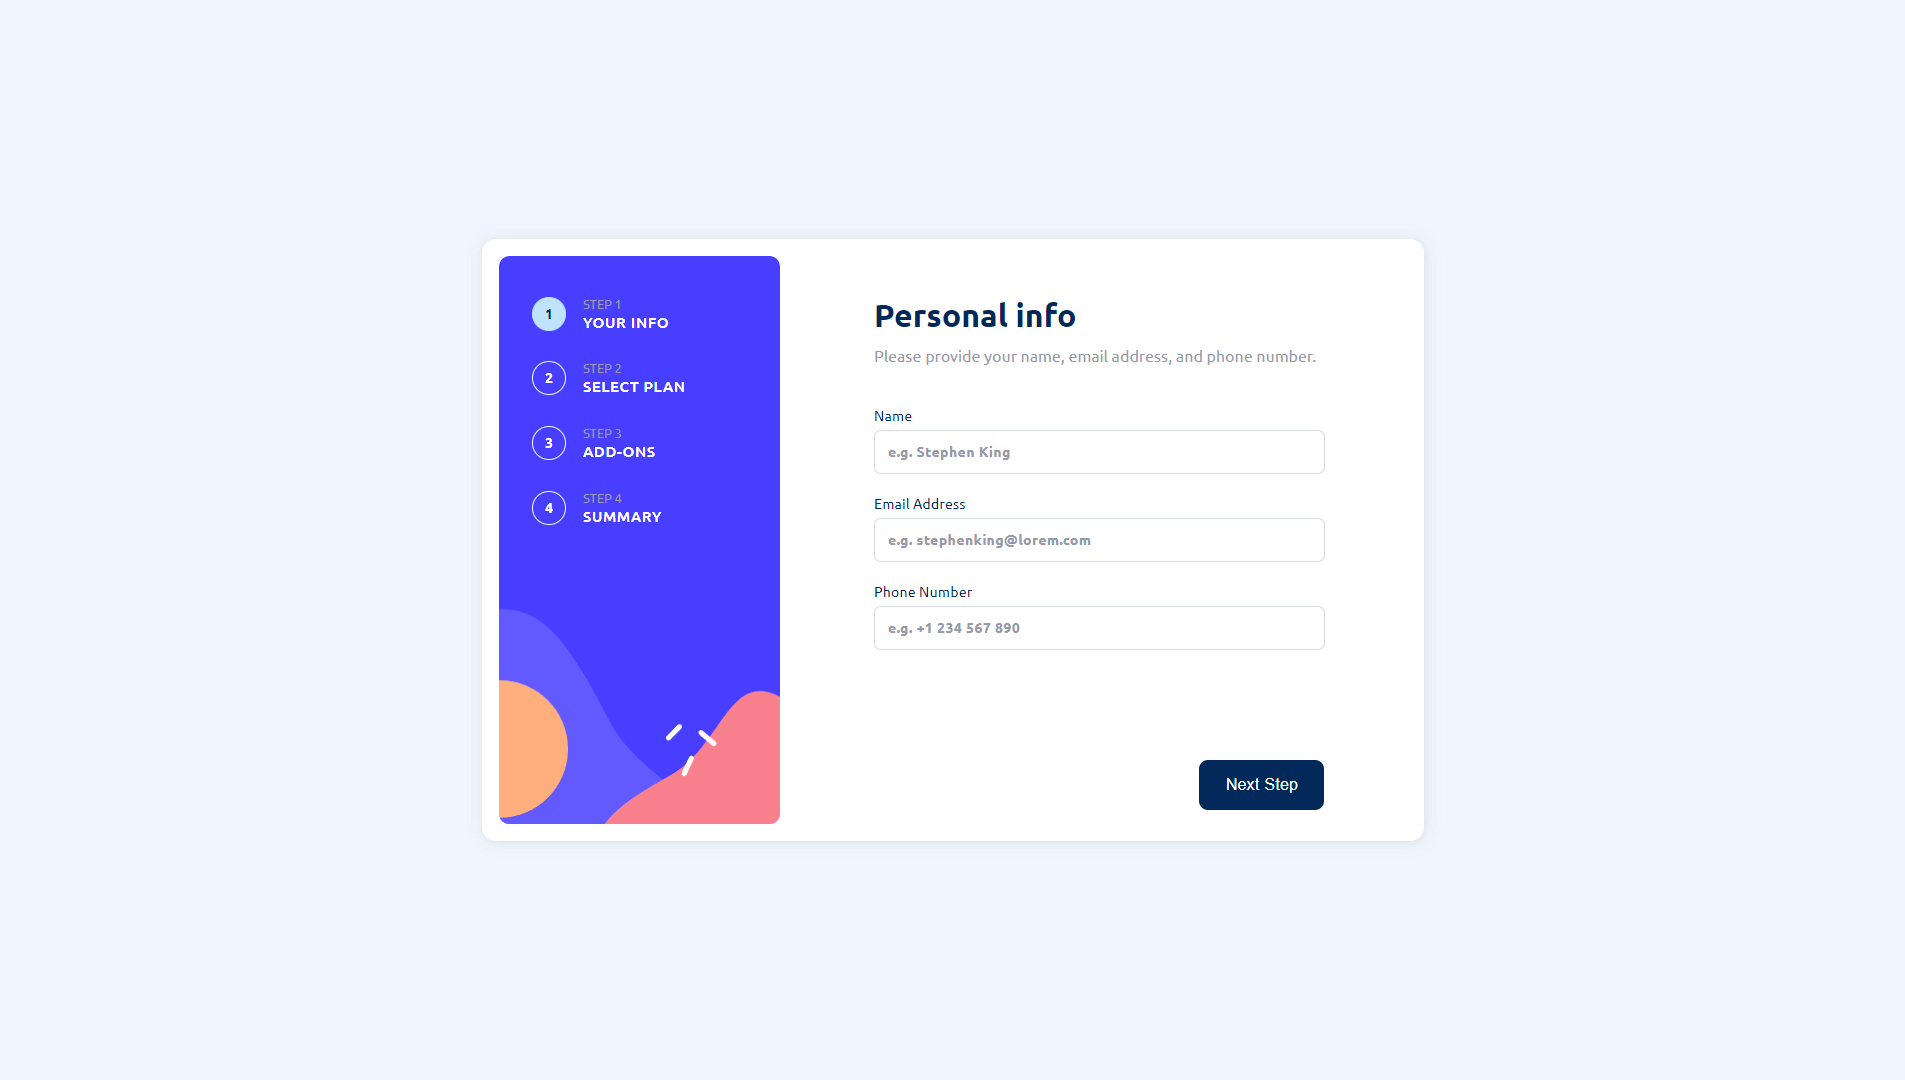 1
STEP 1
YOUR INFO
2
STEP 2
SELECT PLAN
3
STEP 3
ADD-ONS
4
STEP 4
SUMMARY
Personal info
Please provide your name, email address, and phone number.
Name
e.g. Stephen King
Email Address
e.g. stephenking@lorem.com
Phone Number
e.g. +1 234 567 890
Next Step